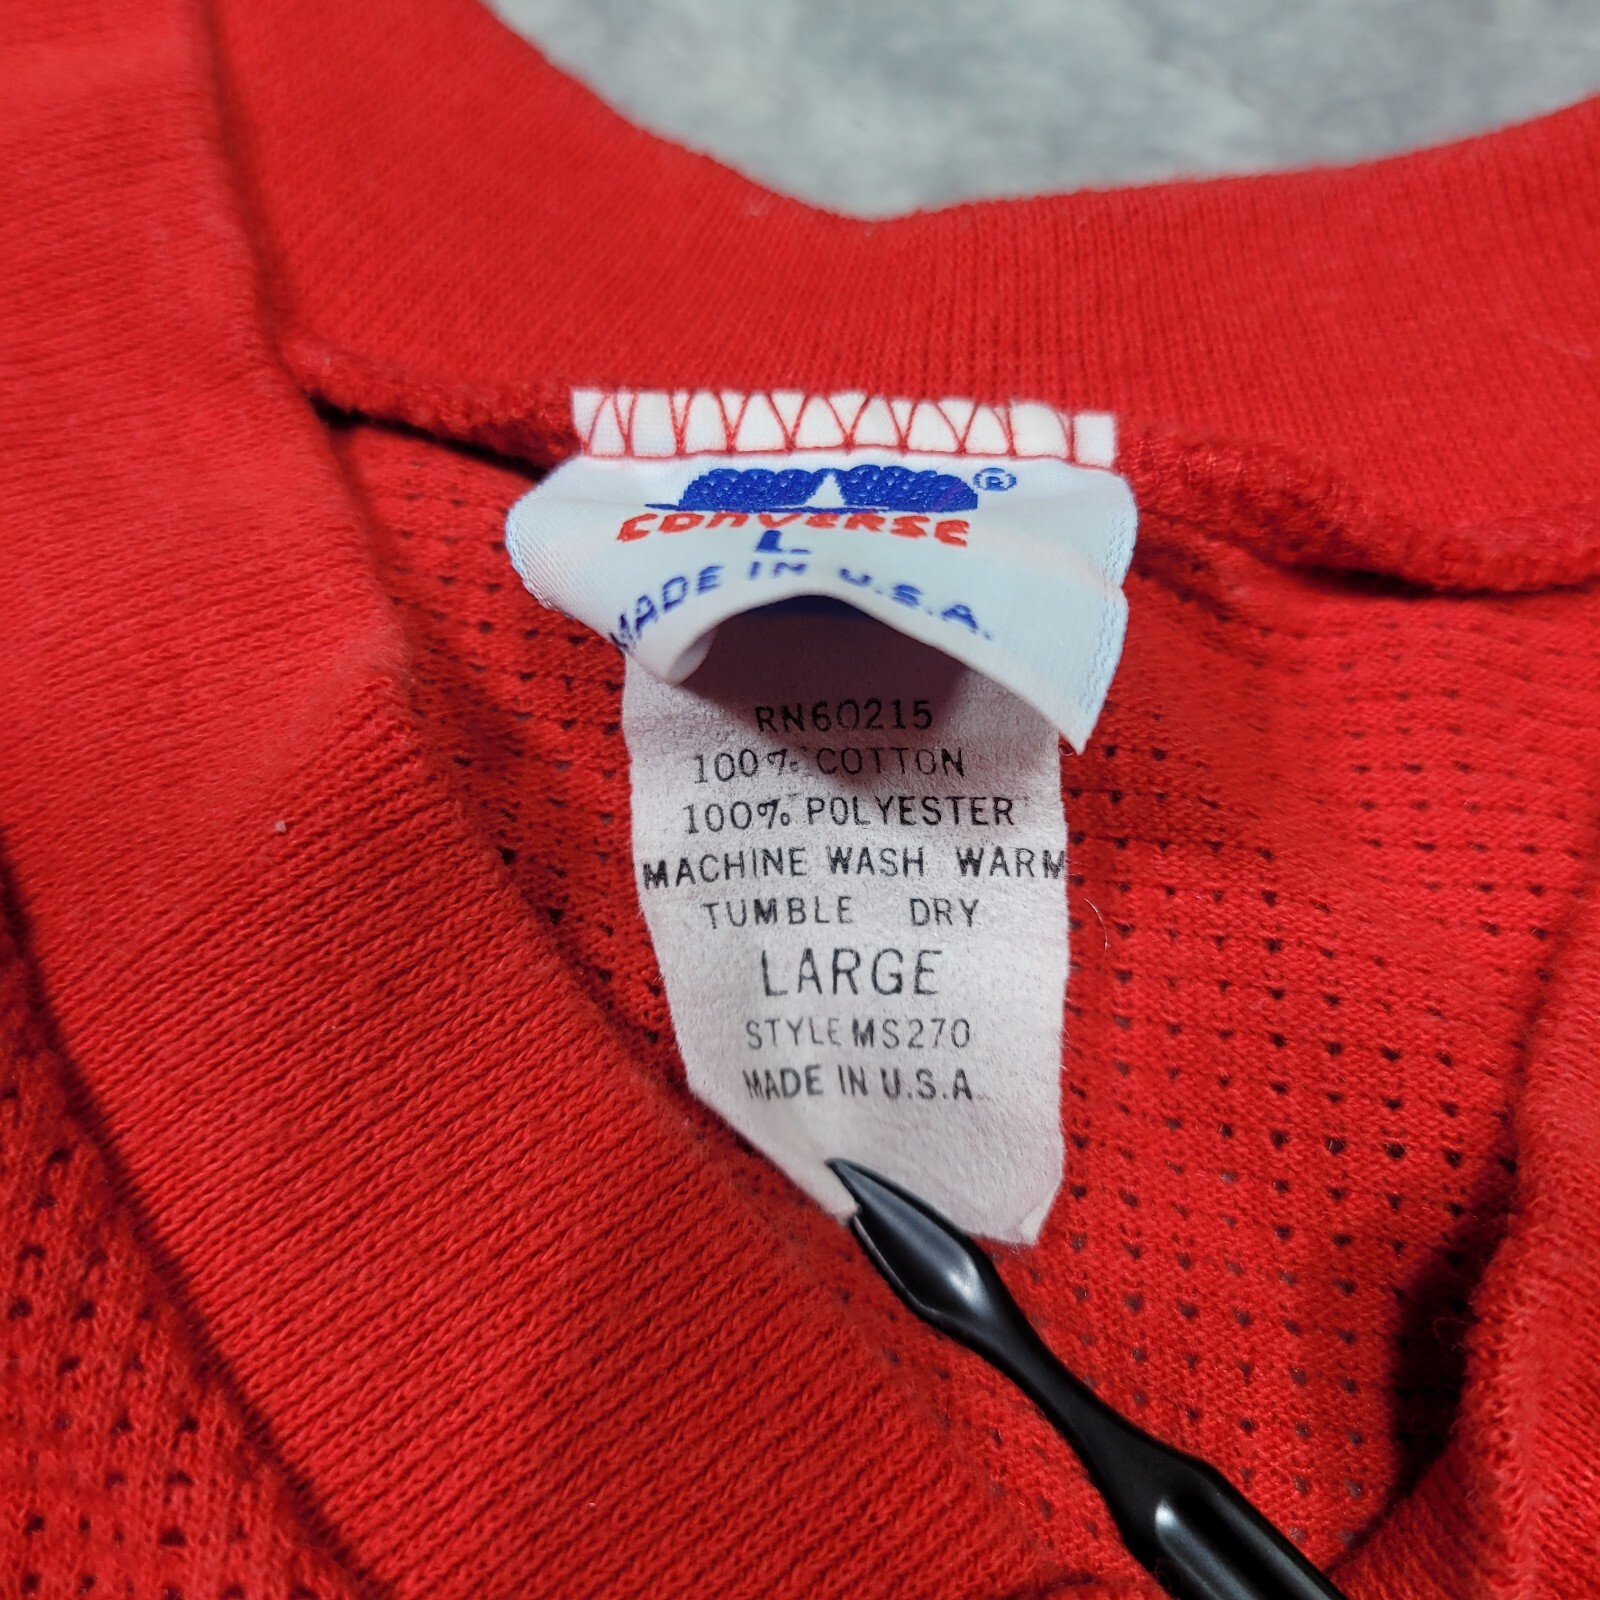 ®
CONVERSE
L
MADE IN U.S.A.
RN60215
100% COTTON
100% POLYESTER
MACHINE WASH WARM
TUMBLE DRY
LARGE
STYLE MS270
MADE IN U.S.A